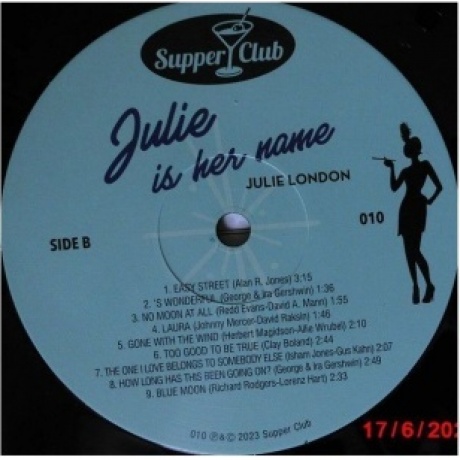 Supper Club
Julie
is her name
JULIE LONDON
SIDE B
010
1. EASY STREET (Alan R. Jones) 3:15
2. 'S WONDERFUL (George & Ira Gershwin) 1:36
3. NO MOON AT ALL (Redd Evans-David A. Mann) 1:55
4. LAURA (Johnny Mercer-David Raksin) 1:46
5. GONE WITH THE WIND (Herbert Magidson-Allie Wrubel) 1:20
6. TOO GOOD TO BE TRUE (Clay Boland) 2:07
7. THE ONE I LOVE BELONGS TO SOMEBODY ELSE (Isham Jones-Gus Kahn)
8. HOW LONG HAS THIS BEEN GOING ON? (George & Ira Gershwin) 2:49
9. BLUE MOON (Richard Rodgers-Lorenz Hart) 2:33
010 ℗&© 2023 Supper Club
17/6/202